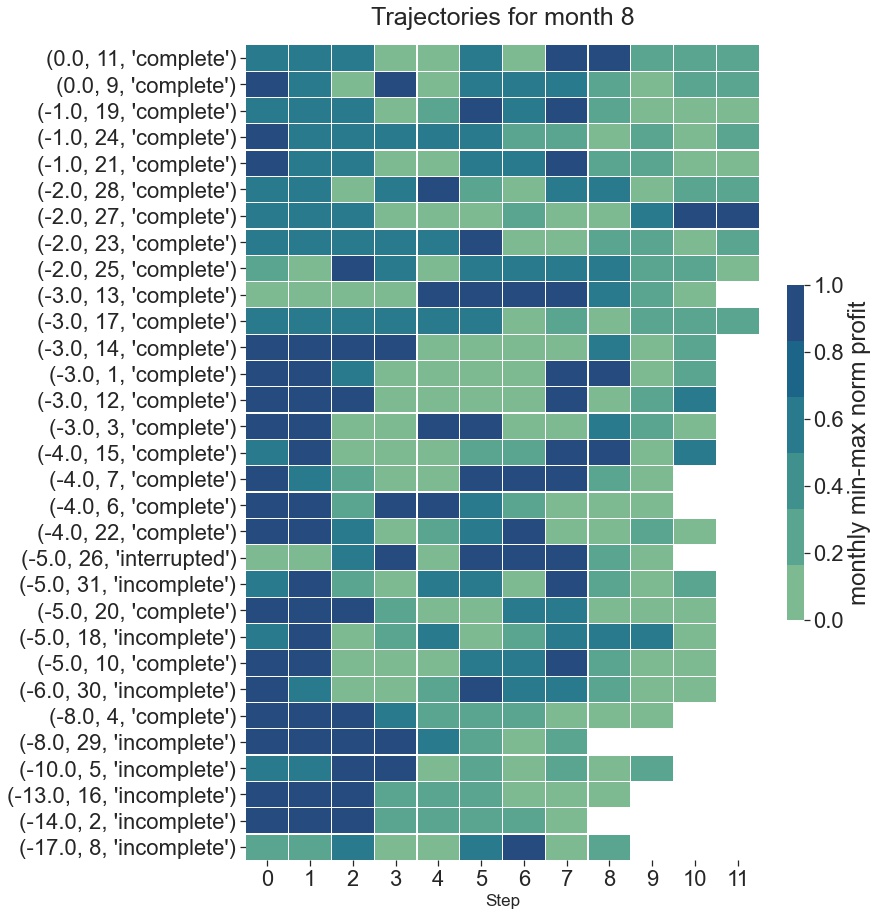 Trajectories for month 8
(0.0, 11, 'complete')
(0.0, 9, 'complete')
(-1.0, 19, 'complete')
(-1.0, 24, 'complete')
(-1.0, 21, 'complete')
(-2.0, 28, 'complete')
(-2.0, 27, 'complete')
(-2.0, 23, 'complete')
(-2.0, 25, 'complete')
(-3.0, 13, 'complete')
(-3.0, 17, 'complete')
(-3.0, 14, 'complete')
(-3.0, 1, 'complete')
(-3.0, 12, 'complete')
(-3.0, 3, 'complete')
(-4.0, 15, 'complete')
(-4.0, 7, 'complete')
(-4.0, 6, 'complete')
(-4.0, 22, 'complete')
(-5.0, 26, 'interrupted')
(-5.0, 31, 'incomplete')
(-5.0, 20, 'complete')
(-5.0, 18, 'incomplete')
(-5.0, 10, 'complete')
(-6.0, 30, 'incomplete')
(-8.0, 4, 'complete')
(-8.0, 29, 'incomplete')
(-10.0, 5, 'incomplete')
(-13.0, 16, 'incomplete')
(-14.0, 2, 'incomplete')
(-17.0, 8, 'incomplete')
0 1 2 3 4 5 6 7 8 9 10 11
Step
1.0
0.8
0.6
0.4
0.2
0.0
monthly min-max norm profit